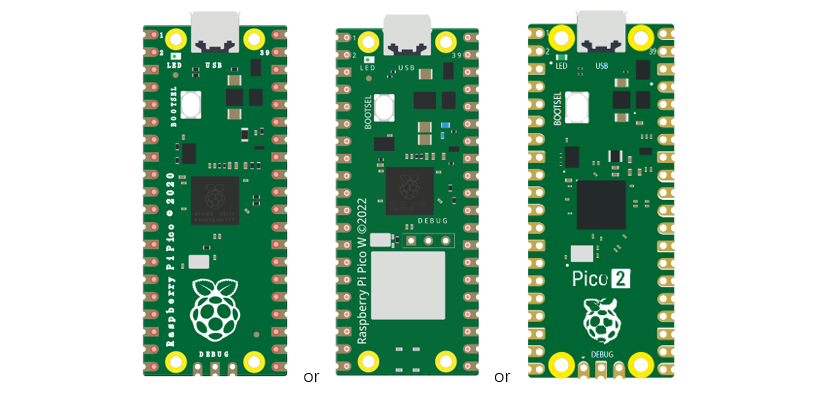 1
2
39
LED
USB
BOOTSEL
Raspberry Pi Pico © 2020
DEBUG
or
1
2
39
LED
USB
BOOTSEL
DEBUG
Raspberry Pi Pico W ©2022
or
2
39
LED
USB
BOOTSEL
Pico 2
DEBUG